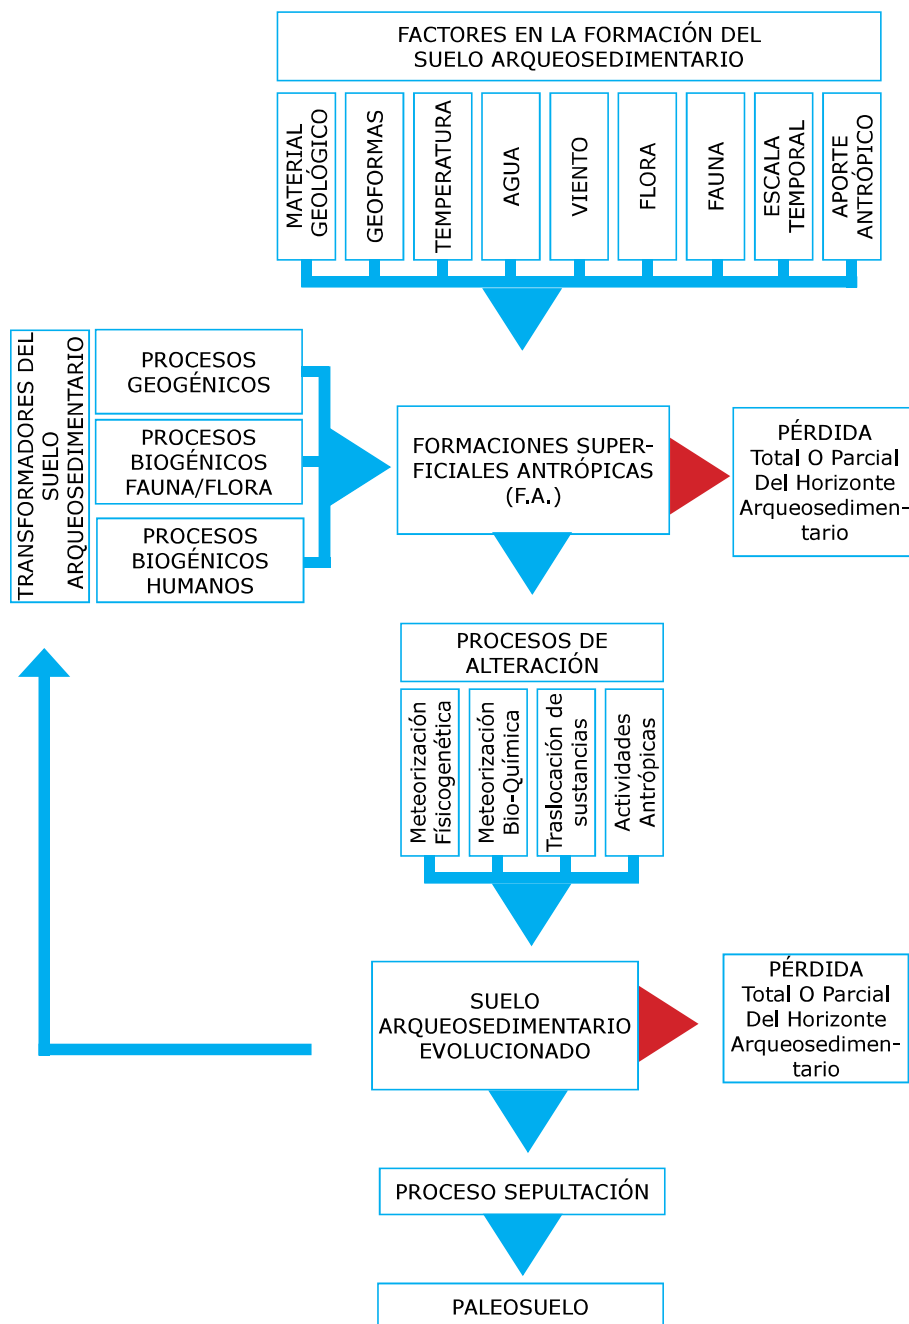 FACTORES EN LA FORMACIÓN DEL
SUELO ARQUEOSEDIMENTARIO
MATERIAL
GEOLÓGICO
GEOFORMAS
TEMPERATURA
AGUA
VIENTO
FLORA
FAUNA
ESCALA
TEMPORAL
APORTE
ANTRÓPICO
TRANSFORMADORES DEL
SUELO
ARQUEOSEDIMENTARIO
PROCESOS
GEOGÉNICOS
PROCESOS
BIOGÉNICOS
FAUNA/FLORA
PROCESOS
BIOGÉNICOS
HUMANOS
FORMACIONES SUPER-
FICIALES ANTRÓPICAS
(F.A.)
PÉRDIDA
Total O Parcial
Del Horizonte
Arqueosedimen-
tario
PROCESOS DE
ALTERACIÓN
Meteorización
Físicogenética
Meteorización
Bio-Química
Traslocación de
sustancias
Actividades
Antrópicas
SUELO
ARQUEOSEDIMENTARIO
EVOLUCIONADO
PÉRDIDA
Total O Parcial
Del Horizonte
Arqueosedimen-
tario
PROCESO SEPULTACIÓN
PALEOSUELO